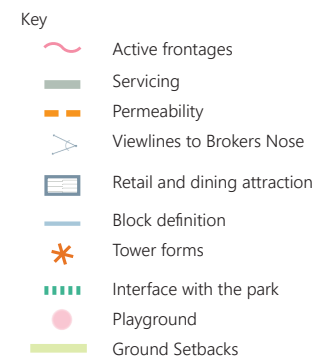 Key
Active frontages
Servicing
Permeability
Viewlines to Brokers Nose
Retail and dining attraction
Block definition
Tower forms
Interface with the park
Playground
Ground Setbacks